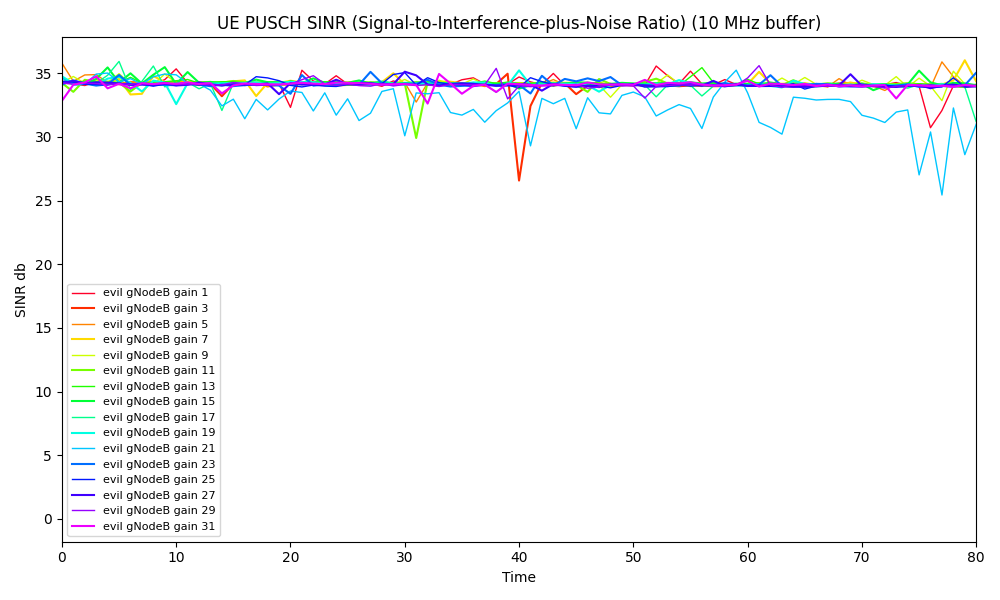 UE PUSCH SINR (Signal-to-Interference-plus-Noise Ratio) (10 MHz buffer)
SINR db
35
30
25
20
15
10
5
0
evil gNodeB gain 1
evil gNodeB gain 3
evil gNodeB gain 5
evil gNodeB gain 7
evil gNodeB gain 9
evil gNodeB gain 11
evil gNodeB gain 13
evil gNodeB gain 15
evil gNodeB gain 17
evil gNodeB gain 19
evil gNodeB gain 21
evil gNodeB gain 23
evil gNodeB gain 25
evil gNodeB gain 27
evil gNodeB gain 29
evil gNodeB gain 31
0 10 20 30 40 50 60 70 80
Time